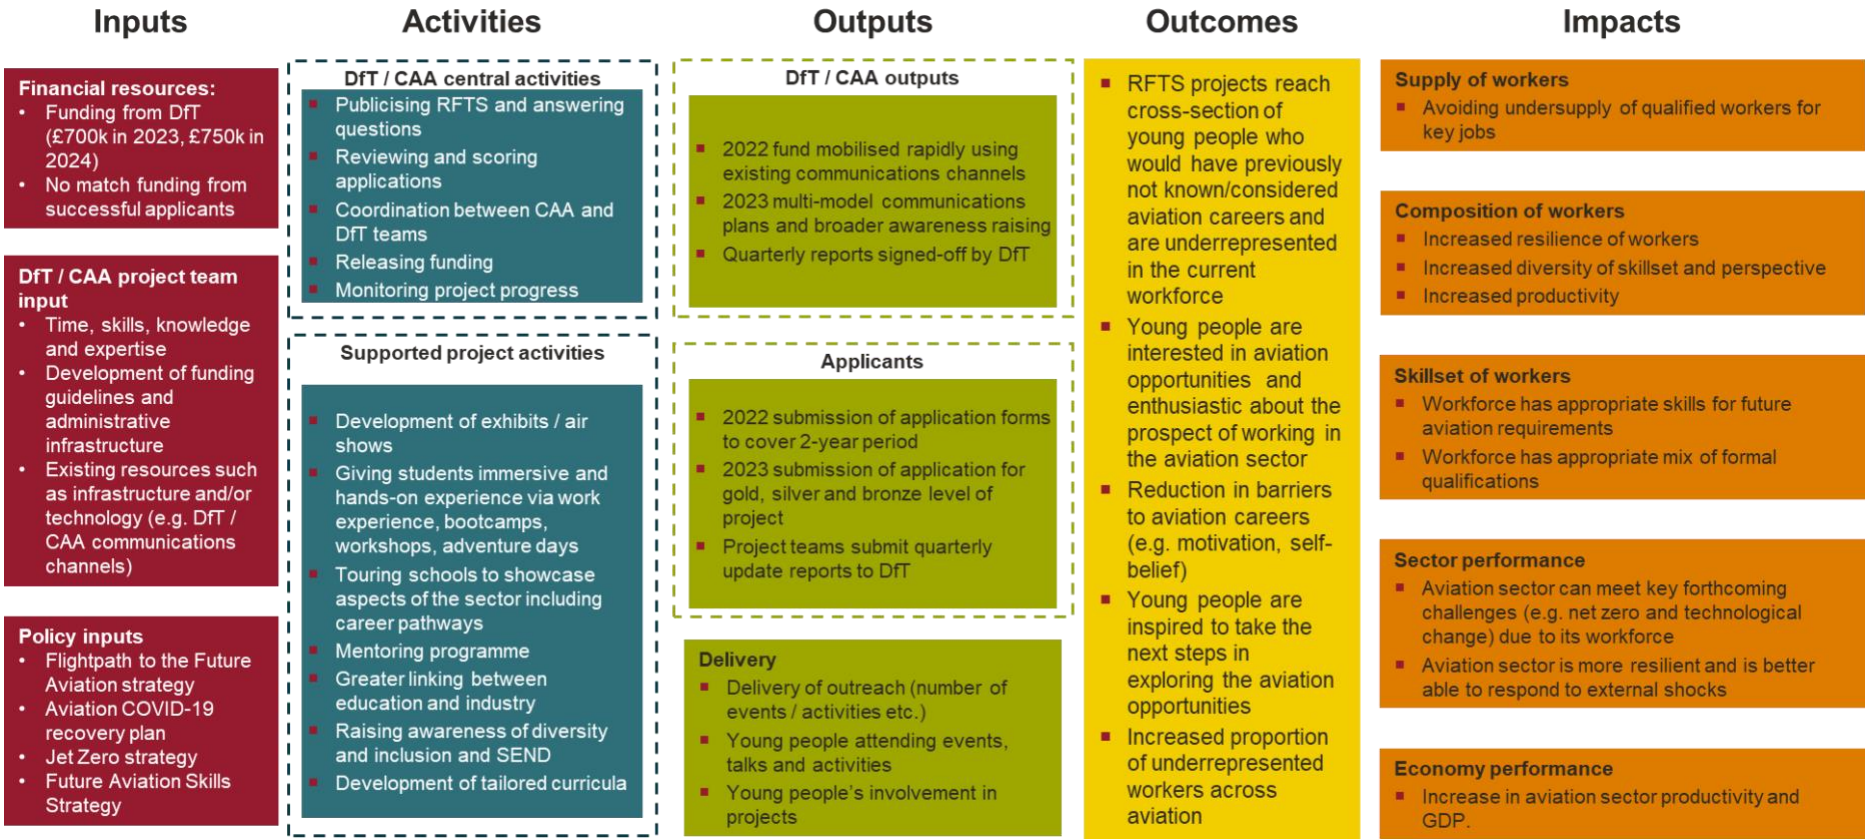 Inputs
Financial resources:
• Funding from DfT
(£700k in 2023, £750k in
2024)
• No match funding from
successful applicants
DfT / CAA project team
input
• Time, skills, knowledge
and expertise
• Development of funding
guidelines and
administrative
infrastructure
• Existing resources such
as infrastructure and/or
technology (e.g. DfT /
CAA communications
channels)
Policy inputs
• Flightpath to the Future
Aviation strategy
• Aviation COVID-19
recovery plan
• Jet Zero strategy
• Future Aviation Skills
Strategy
Activities
DfT / CAA central activities
▪ Publicising RFTS and answering
questions
▪ Reviewing and scoring
applications
▪ Coordination between CAA and
DfT teams
▪ Releasing funding
▪ Monitoring project progress
Supported project activities
▪ Development of exhibits / air
shows
▪ Giving students immersive and
hands-on experience via work
experience, bootcamps,
workshops, adventure days
▪ Touring schools to showcase
aspects of the sector including
career pathways
▪ Mentoring programme
▪ Greater linking between
education and industry
▪ Raising awareness of diversity
and inclusion and SEND
▪ Development of tailored curricula
Outputs
DfT / CAA outputs
▪ 2022 fund mobilised rapidly using
existing communications channels
▪ 2023 multi-model communications
plans and broader awareness raising
▪ Quarterly reports signed-off by DfT
Applicants
▪ 2022 submission of application forms
to cover 2-year period
▪ 2023 submission of application for
gold, silver and bronze level of
project
▪ Project teams submit quarterly
update reports to DfT
Delivery
▪ Delivery of outreach (number of
events / activities etc.)
▪ Young people attending events,
talks and activities
▪ Young people's involvement in
projects
Outcomes
▪ RFTS projects reach
cross-section of
young people who
would have previously
not known/considered
aviation careers and
are underrepresented
in the current
workforce
▪ Young people are
interested in aviation
opportunities and
enthusiastic about the
prospect of working in
the aviation sector
▪ Reduction in barriers
to aviation careers
(e.g. motivation, self-
belief)
▪ Young people are
inspired to take the
next steps in
exploring the aviation
opportunities
▪ Increased proportion
of underrepresented
workers across
aviation
Impacts
Supply of workers
▪ Avoiding undersupply of qualified workers for
key jobs
Composition of workers
▪ Increased resilience of workers
▪ Increased diversity of skillset and perspective
▪ Increased productivity
Skillset of workers
▪ Workforce has appropriate skills for future
aviation requirements
▪ Workforce has appropriate mix of formal
qualifications
Sector performance
▪ Aviation sector can meet key forthcoming
challenges (e.g. net zero and technological
change) due to its workforce
▪ Aviation sector is more resilient and is better
able to respond to external shocks
Economy performance
▪ Increase in aviation sector productivity and
GDP.